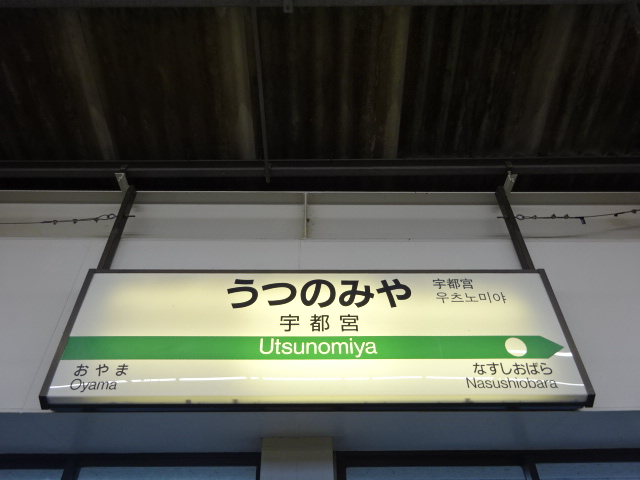 うつのみや
宇都宮
우츠노미야
宇都宮
Utsunomiya
おやま
Oyama
なすしおばら
Nasushiobara